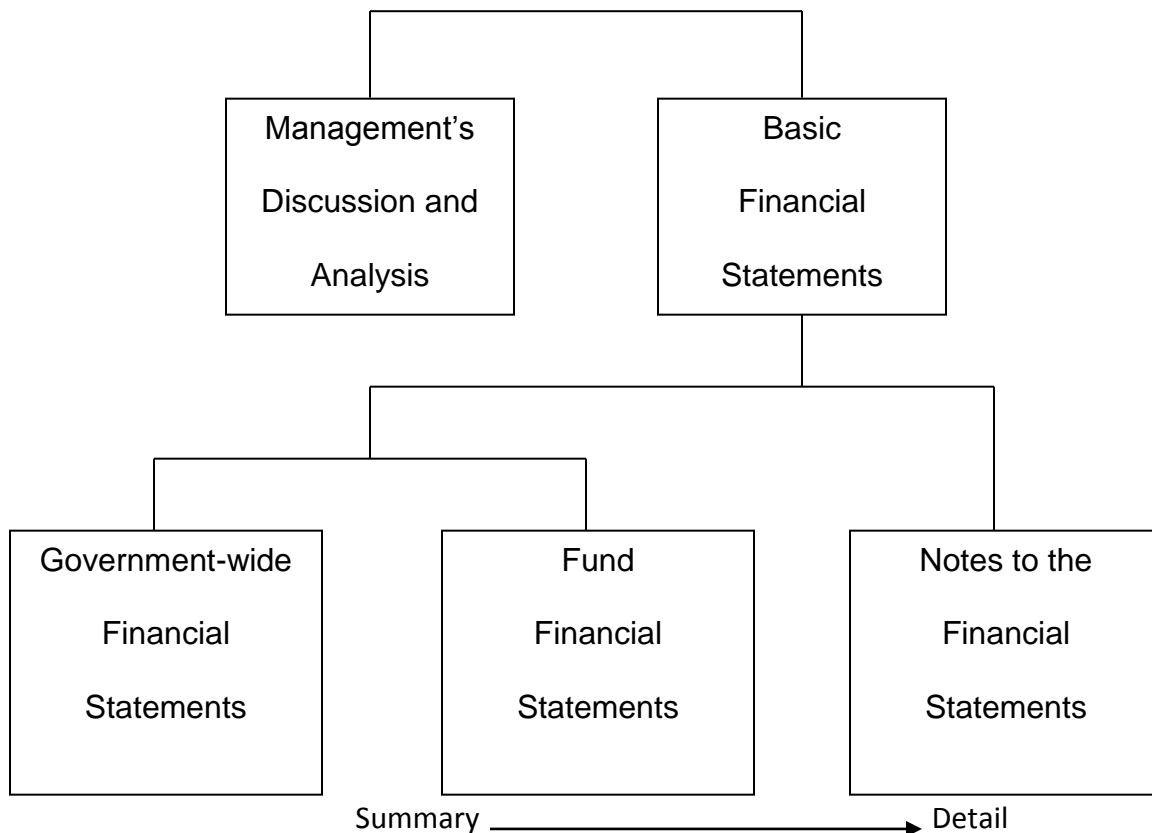 Management’s
Discussion and
Analysis
Basic
Financial
Statements
Government-wide
Financial
Statements
Fund
Financial
Statements
Notes to the
Financial
Statements
Summary
Detail